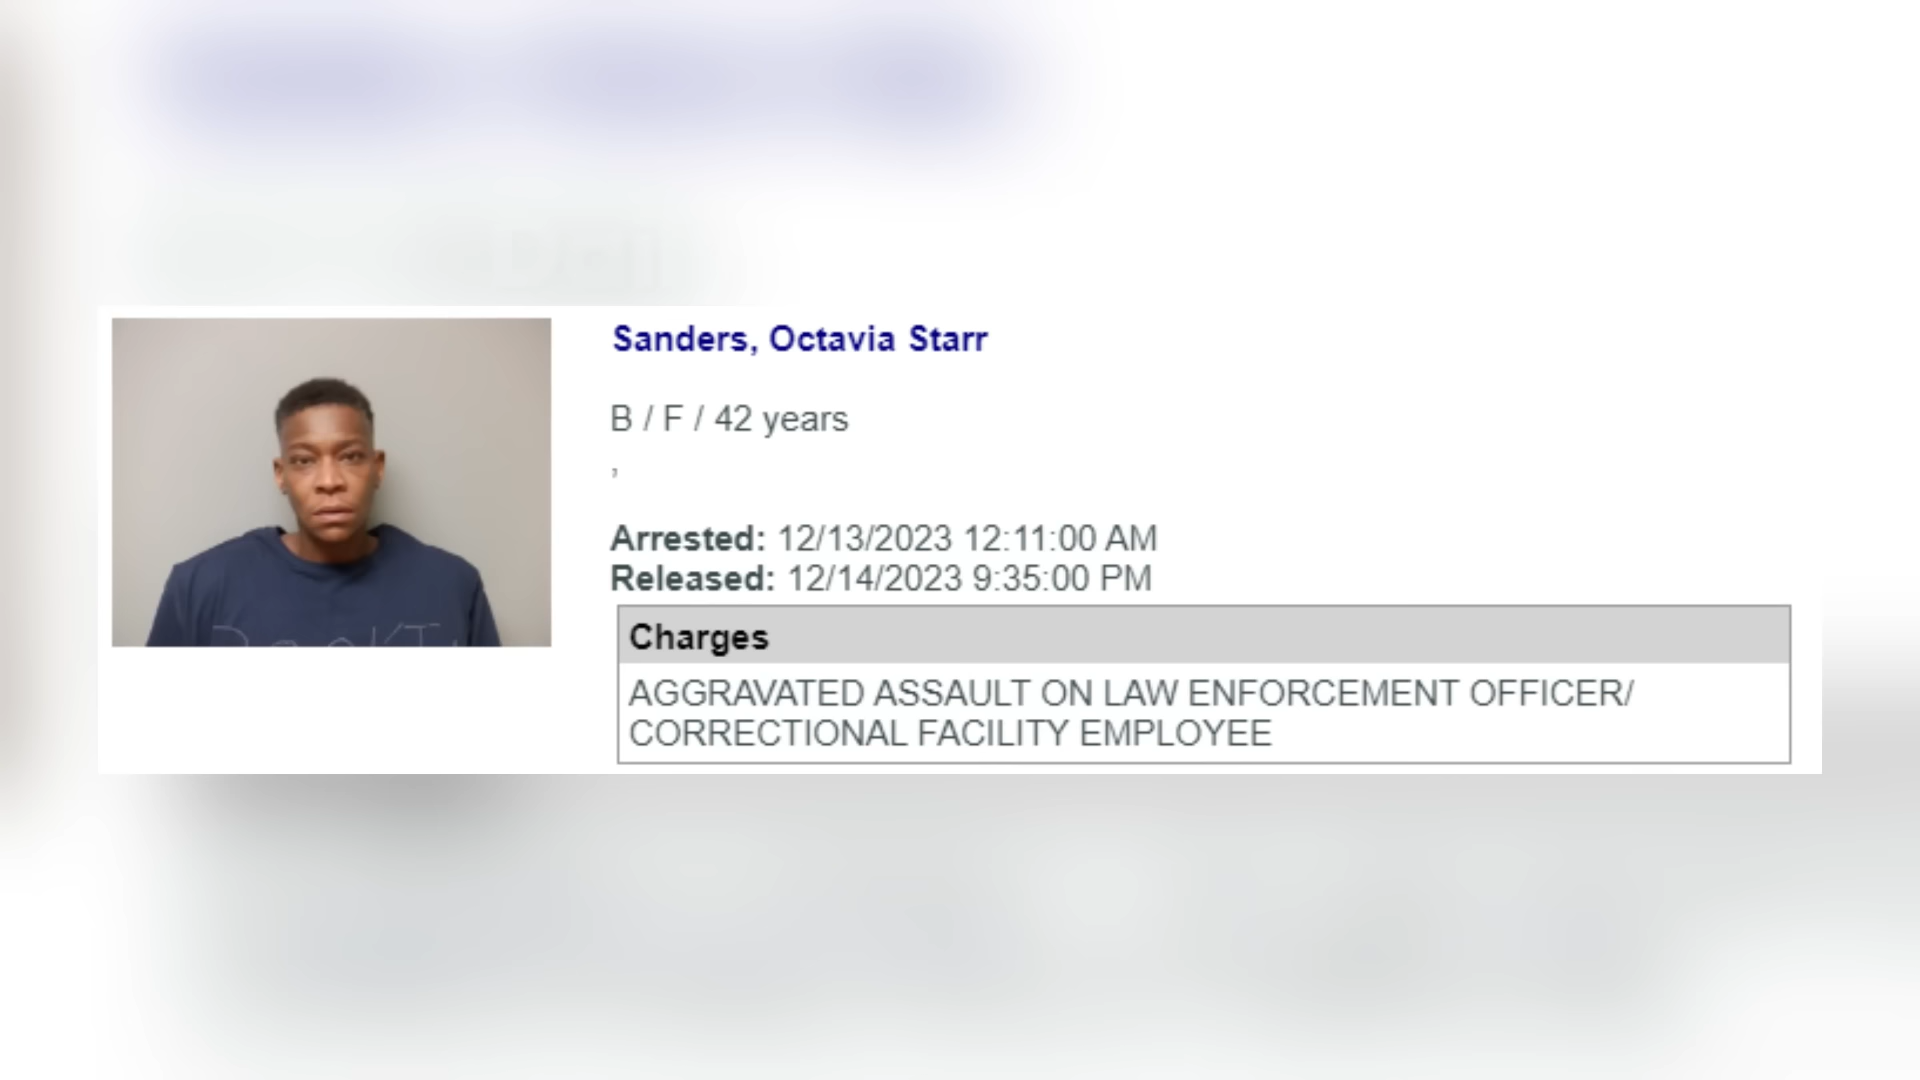 Sanders, Octavia Starr
B / F / 42 years
,
Arrested: 12/13/2023 12:11:00 AM
Released: 12/14/2023 9:35:00 PM
Charges
AGGRAVATED ASSAULT ON LAW ENFORCEMENT OFFICER/
CORRECTIONAL FACILITY EMPLOYEE